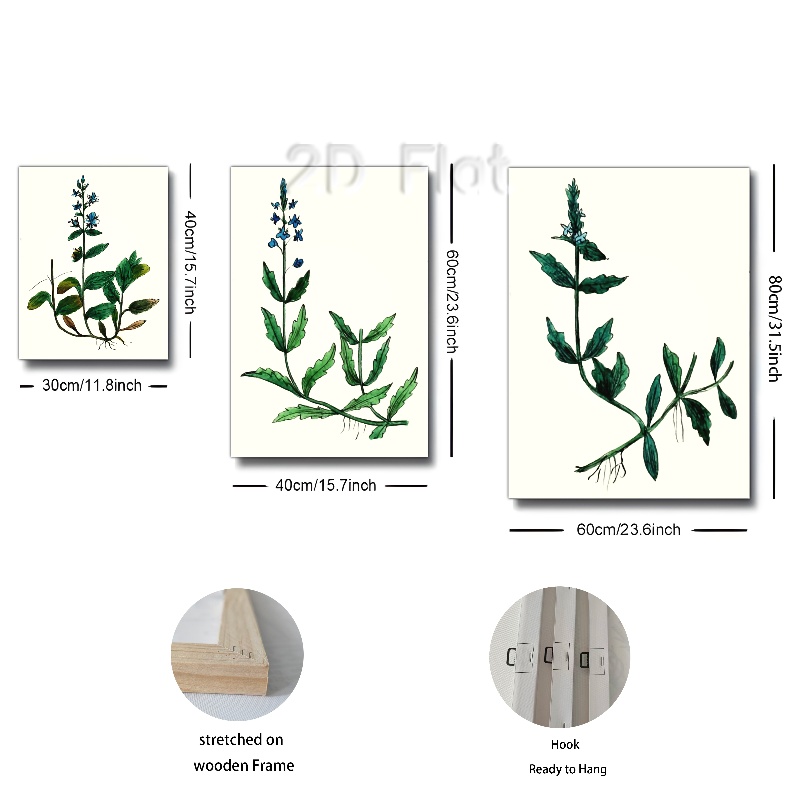 2D Flat
40cm/15.7inch
30cm/11.8inch
60cm/23.6inch
40cm/15.7inch
80cm/31.5inch
60cm/23.6inch
stretched on
wooden Frame
Hook
Ready to Hang